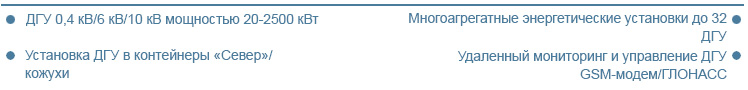 ДГУ 0,4 кВ/6 кВ/10 кВ мощностью 20-2500 кВт
Установка ДГУ в контейнеры «Север»/
кожухи
Многоагрегатные энергетические установки до 32
ДГУ
Удаленный мониторинг и управление ДГУ
GSM-модем/ГЛОНАСС